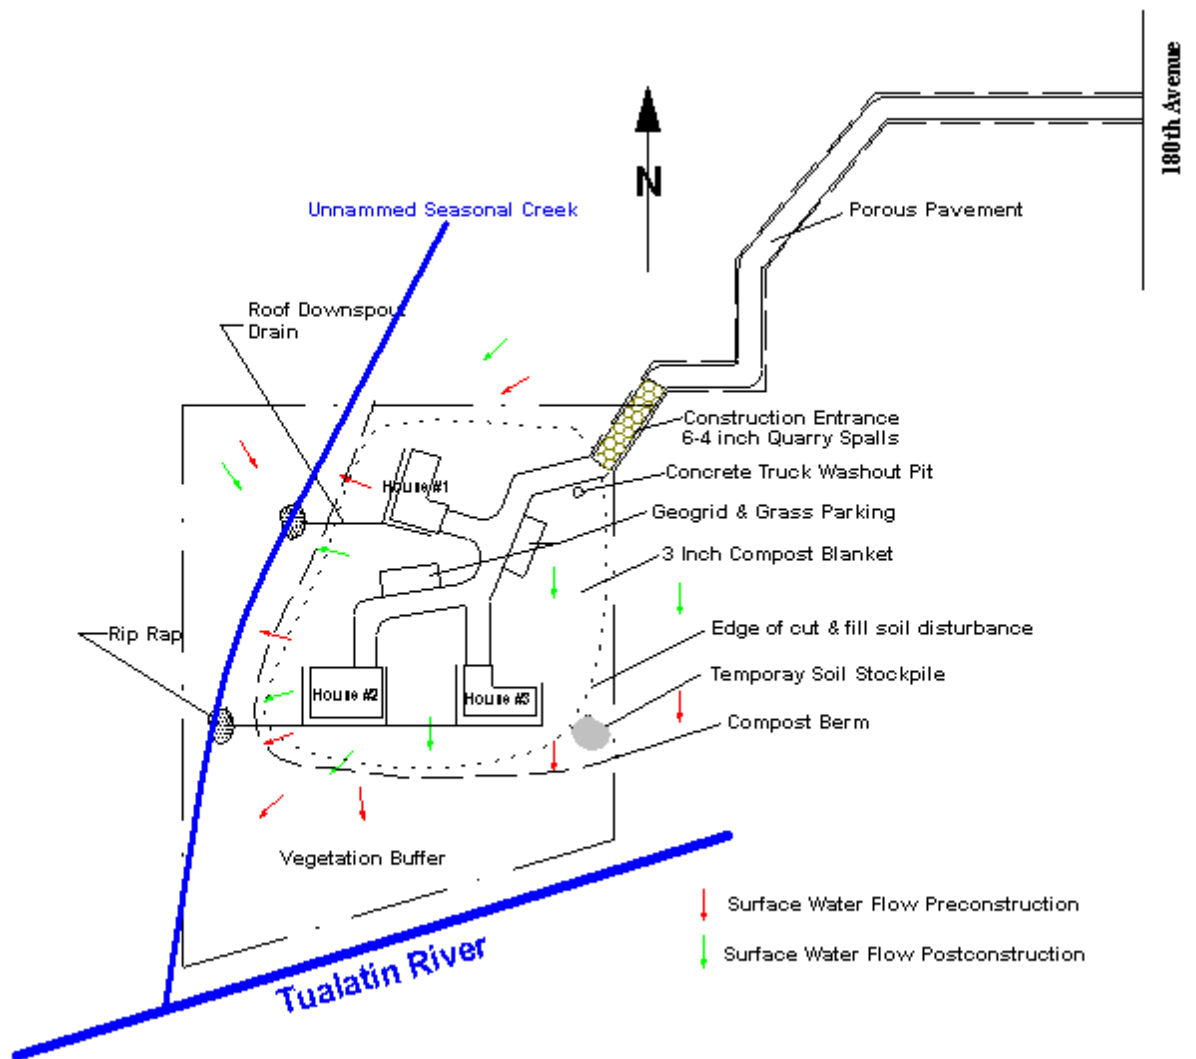 180th Avenue
N
Unnammed Seasonal Creek
Porous Pavement
Roof Downspout
Drain
Construction Entrance
6-4 inch Quarry Spalls
Concrete Truck Washout Pit
House #1
Geogrid & Grass Parking
3 Inch Compost Blanket
Edge of cut & fill soil disturbance
Rip Rap
Temporay Soil Stockpile
House #2
House #3
Compost Berm
Vegetation Buffer
Surface Water Flow Preconstruction
Surface Water Flow Postconstruction
Tualatin River